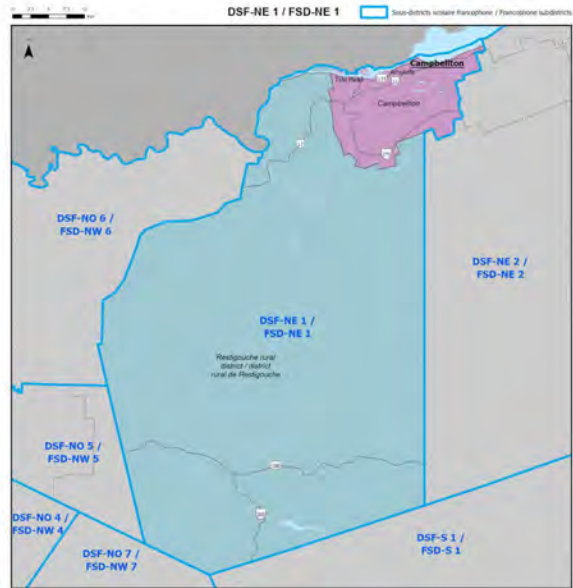 DSF-NE 1 / FSD-NE 1
Sous-districts scolaire francophone / Francophone subdistricts
Campbellton
Campbellton
DSF-NO 6 /
FSD-NW 6
DSF-NE 2 /
FSD-NE 2
DSF-NE 1 /
FSD-NE 1
Restigouche rural
district / district
rural de Restigouche
DSF-NO 5 /
FSD-NW 5
DSF-NO 4 /
FSD-NW 4
DSF-NO 7 /
FSD-NW 7
DSF-S 1 /
FSD-S 1